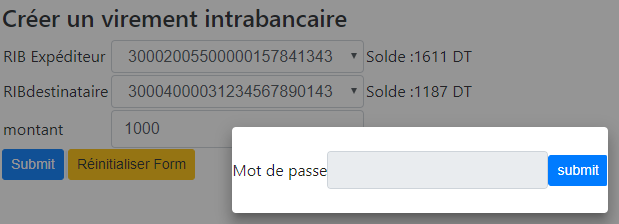 Créer un virement intrabancaire
RIB Expéditeur 30002005500000157841343 Solde :1611 DT
RIBdestinataire 30004000031234567890143 Solde :1187 DT
montant 1000
Submit Réinitialiser Form
Mot de passe submit